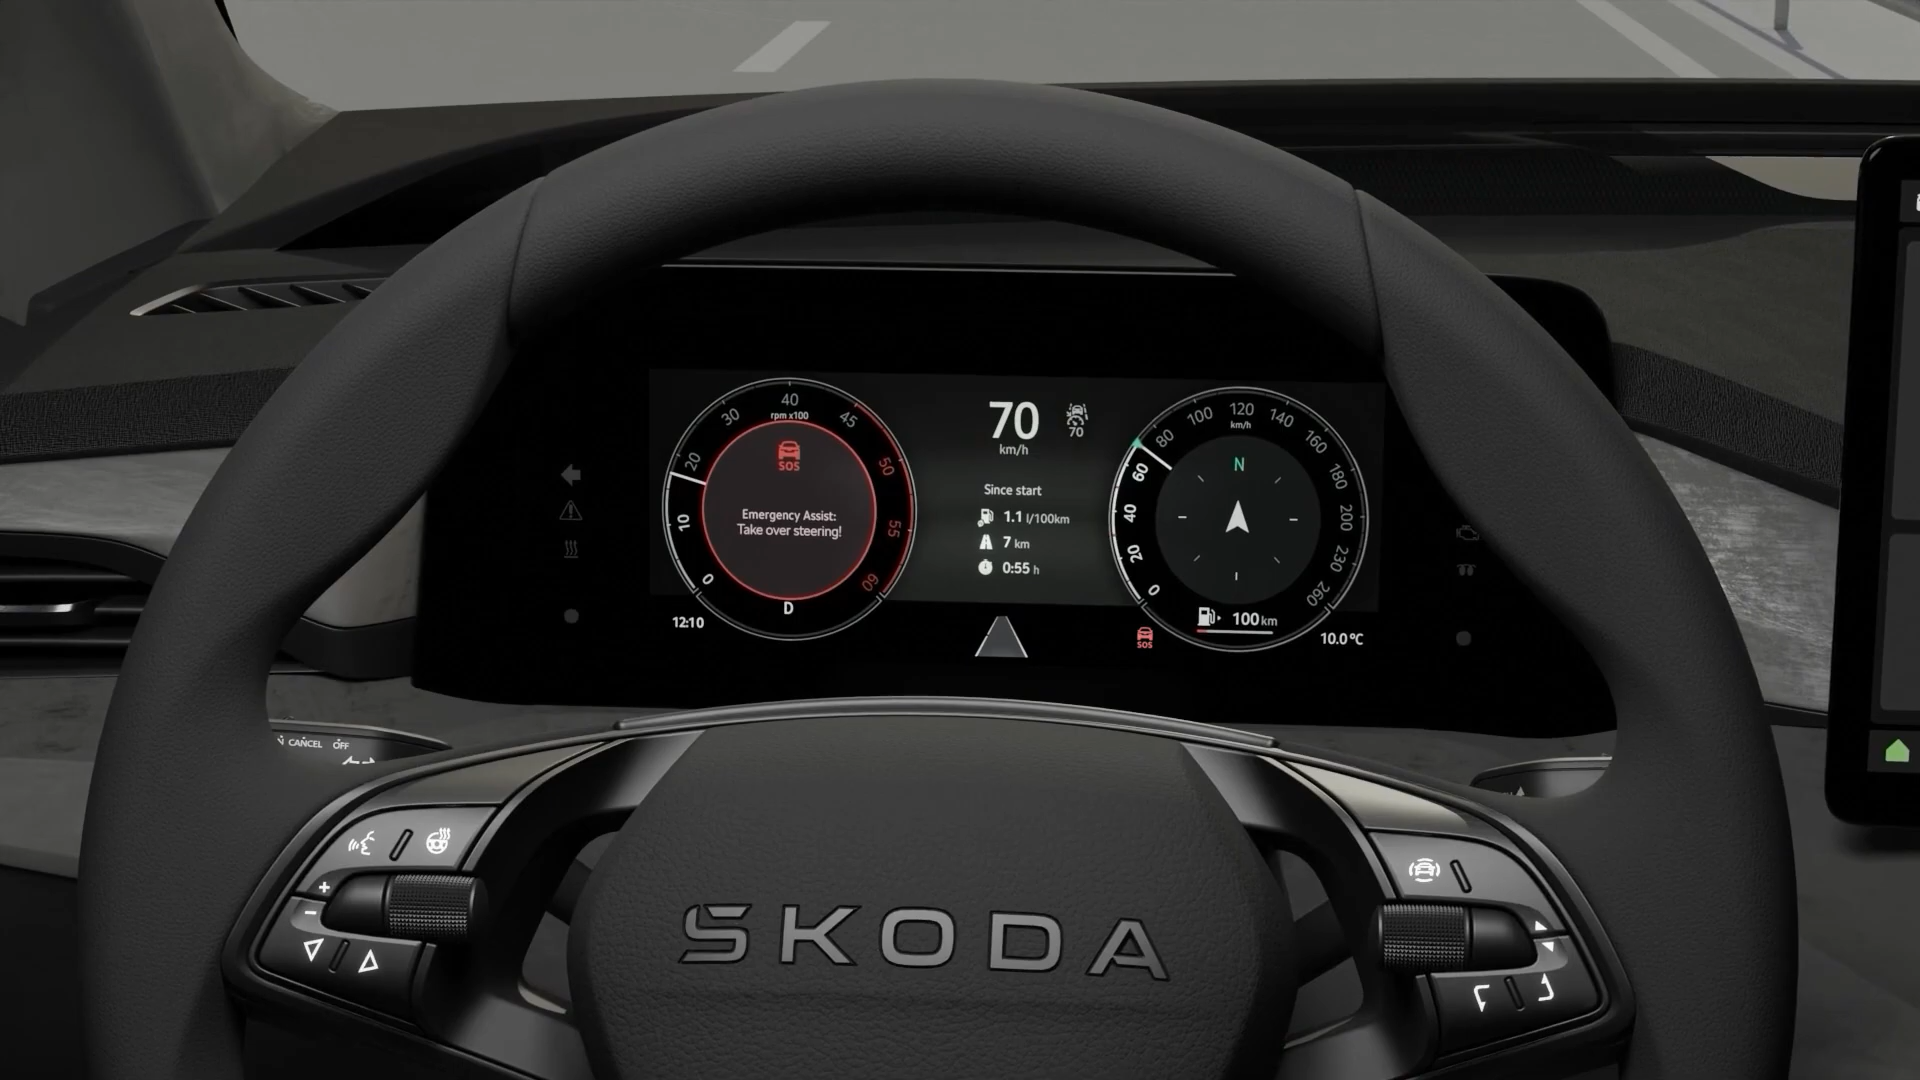 40
rpm x100
30
45
20
50
10
55
0
60
SOS
Emergency Assist:
Take over steering!
D
12:10
70
km/h
70
Since start
1.1 l/100km
7 km
0:55 h
120
km/h
100
140
80
160
60
180
40
200
20
230
0
260
N
100 km
SOS
10.0°C
CANCEL OFF
ŠKODA